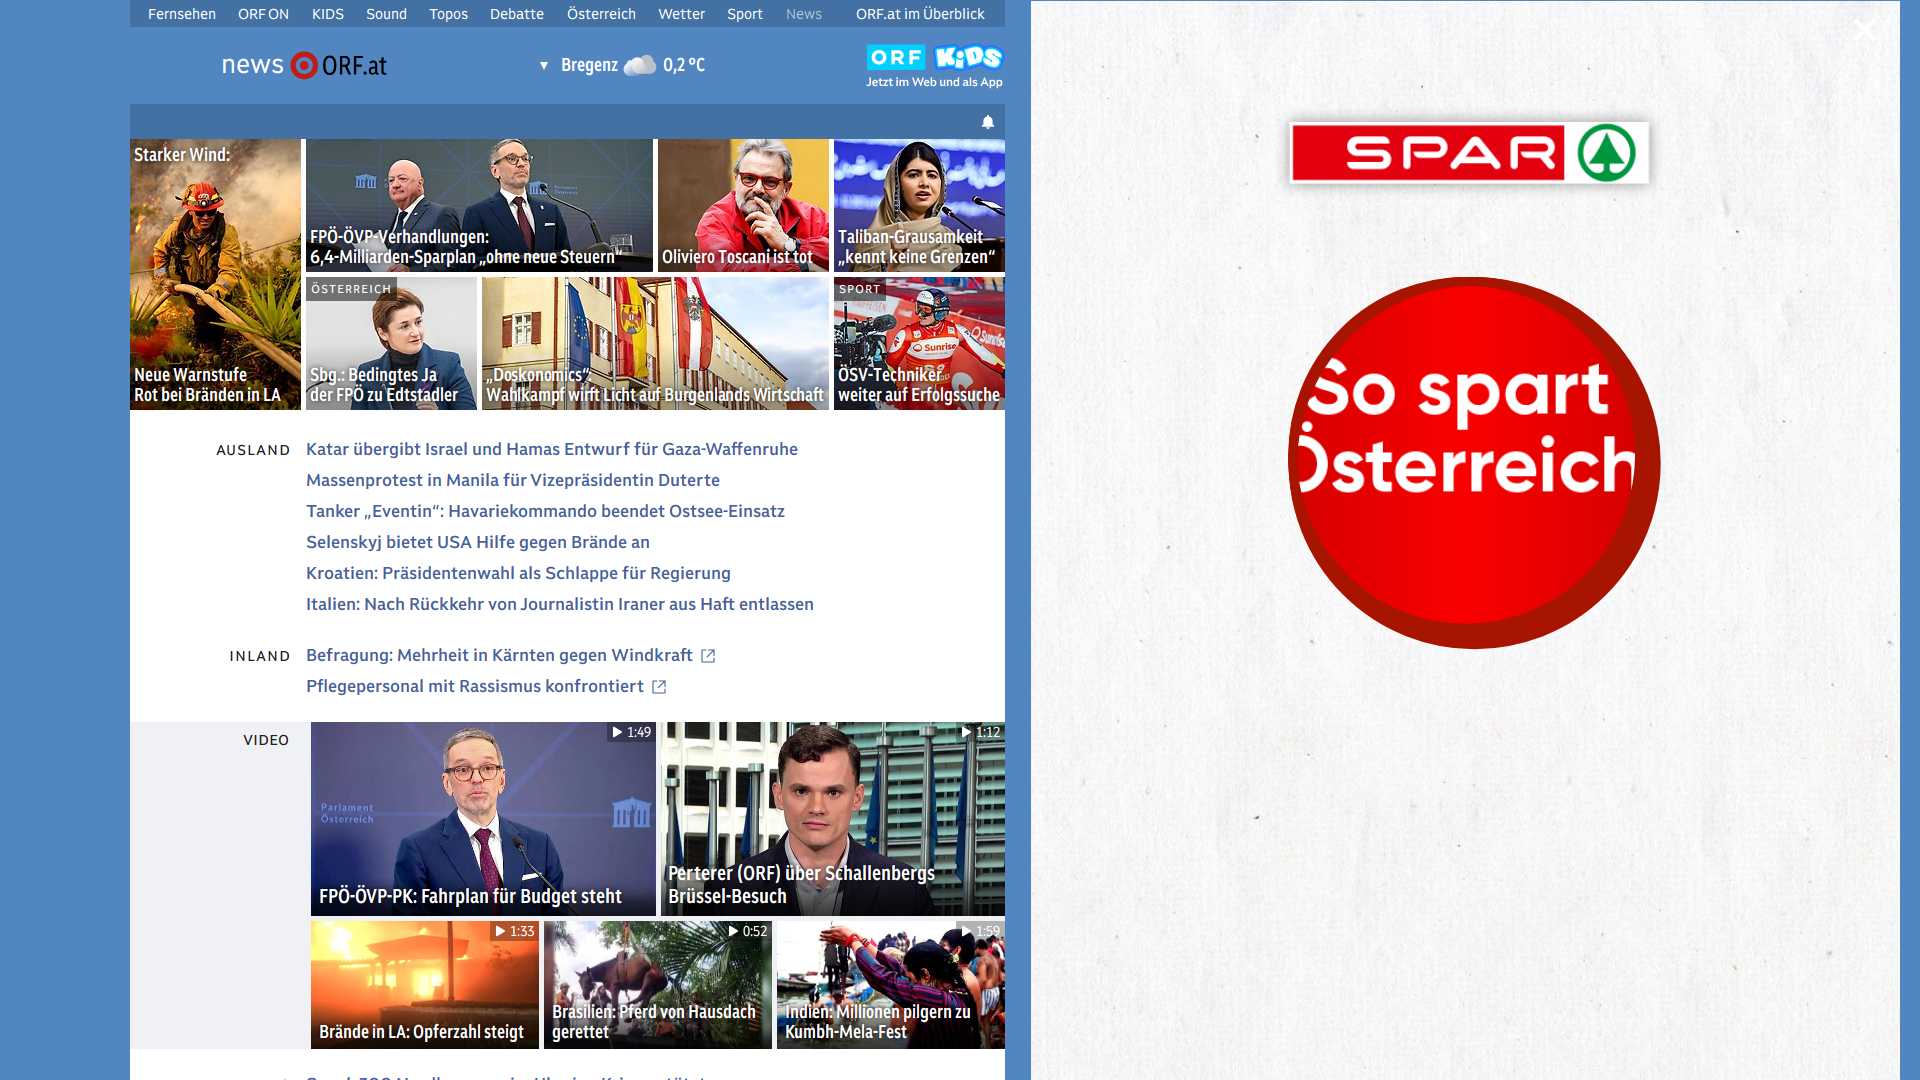 Fernsehen ORF ON KIDS Sound Topos Debatte Österreich Wetter Sport News ORF.at im Überblick
news ORF.at
Bregenz 0,2 °C
ORF KiDS
Jetzt im Web und als App
Starker Wind:
Neue Warnstufe
Rot bei Bränden in LA
FPÖ-ÖVP-Verhandlungen:
6,4-Milliarden-Sparplan „ohne neue Steuern“
Oliviero Toscani ist tot
Taliban-Grausamkeit
„kennt keine Grenzen“
ÖSTERREICH
Sbg.: Bedingtes Ja
der FPÖ zu Edtstadler
„Doskonomics“:
Wahlkampf wirft Licht auf Burgenlands Wirtschaft
SPORT
Sunrise
ÖSV-Techniker
weiter auf Erfolgssuche
AUSLAND
Katar übergibt Israel und Hamas Entwurf für Gaza-Waffenruhe
Massenprotest in Manila für Vizepräsidentin Duterte
Tanker „Eventin“: Havariekommando beendet Ostsee-Einsatz
Selenskyj bietet USA Hilfe gegen Brände an
Kroatien: Präsidentenwahl als Schlappe für Regierung
Italien: Nach Rückkehr von Journalistin Iraner aus Haft entlassen
INLAND
Befragung: Mehrheit in Kärnten gegen Windkraft
Pflegepersonal mit Rassismus konfrontiert
VIDEO
1:49
Parlament
Österreich
FPÖ-ÖVP-PK: Fahrplan für Budget steht
1:12
Perterer (ORF) über Schallenbergs
Brüssel-Besuch
1:33
Brände in LA: Opferzahl steigt
0:52
Brasilien: Pferd von Hausdach
gerettet
1:59
Indien: Millionen pilgern zu
Kumbh-Mela-Fest
SPAR
So spart
Österreich